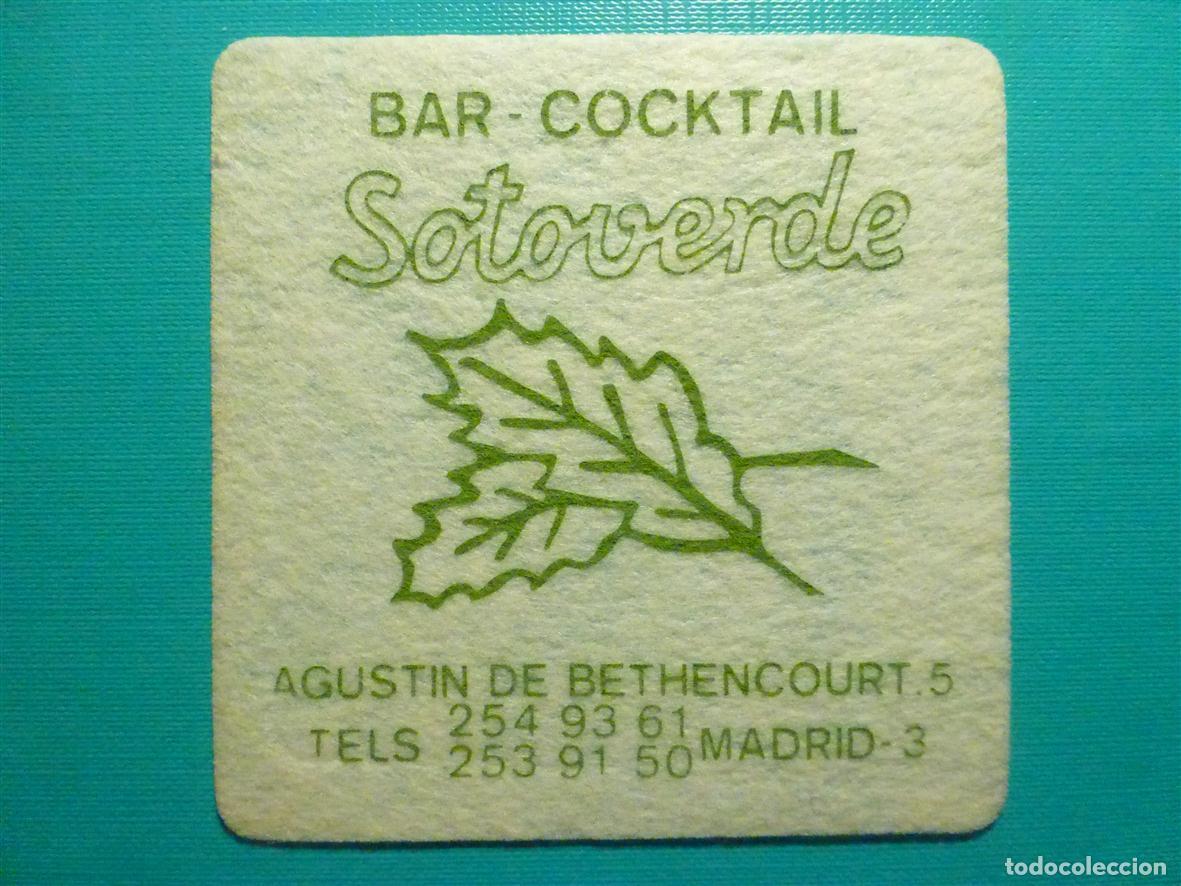 BAR - COCKTAIL
Sotoverde
AGUSTIN DE BETHENCOURT. 5
TELS 254 93 61
253 91 50 MADRID - 3
todocoleccion